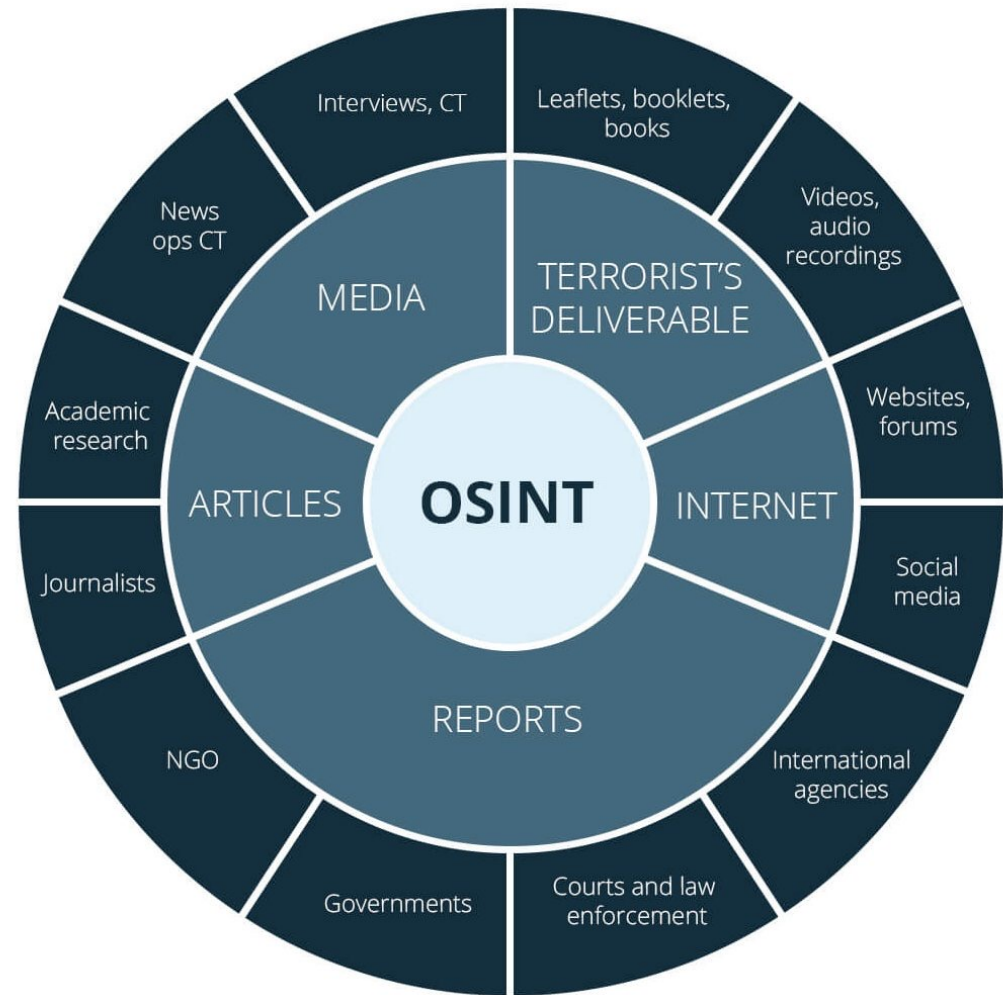 Interviews, CT
Leaflets, booklets,
books
News
ops CT
Videos,
audio
recordings
MEDIA
TERRORIST'S
DELIVERABLE
Academic
research
Websites,
forums
ARTICLES
OSINT
INTERNET
Journalists
Social
media
REPORTS
NGO
International
agencies
Governments
Courts and law
enforcement